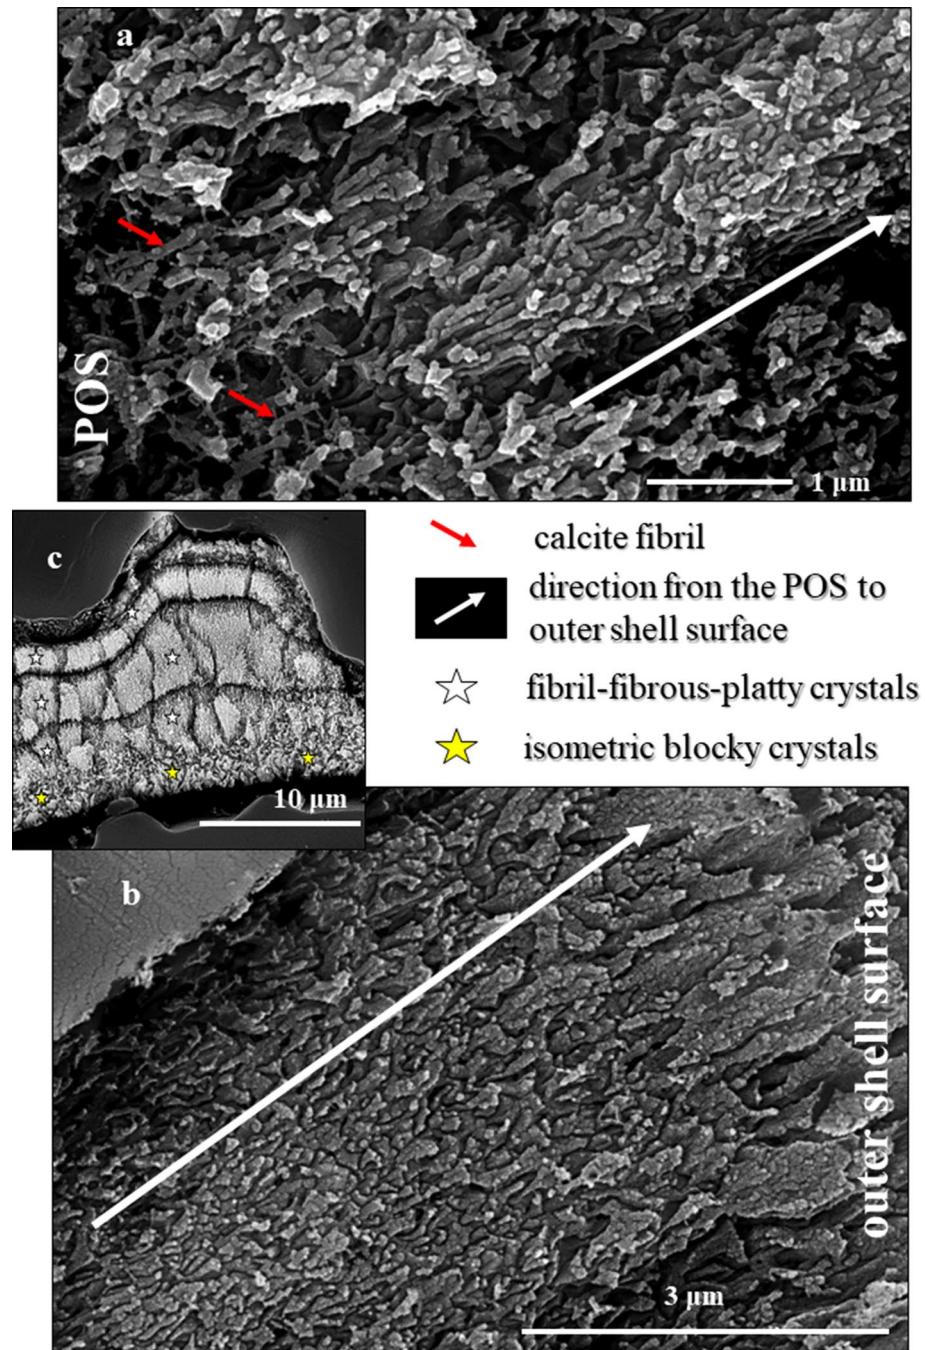 a
POS
1 µm
c
10 µm
calcite fibril
direction fron the POS to
outer shell surface
fibril-fibrous-platty crystals
isometric blocky crystals
b
outer shell surface
3 µm